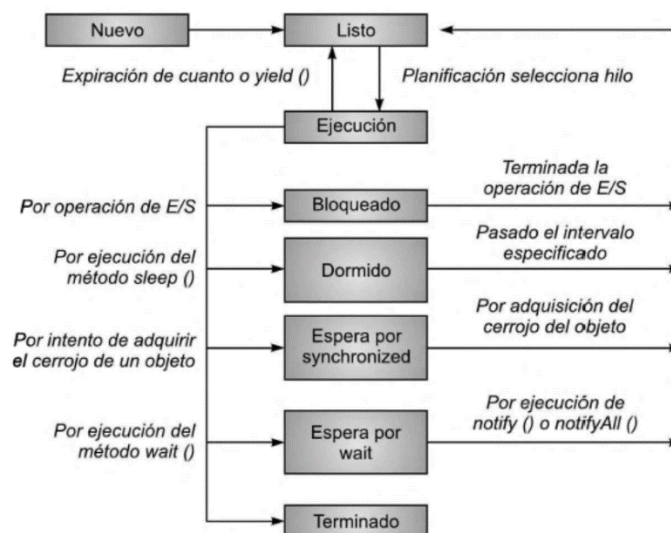 Nuevo
Listo
Expiración de cuanto o yield ()
Planificación selecciona hilo
Ejecución
Por operación de E/S
Bloqueado
Terminada la
operación de E/S
Por ejecución del
método sleep ()
Dormido
Pasado el intervalo
especificado
Por intento de adquirir
el cerrojo de un objeto
Espera por
synchronized
Por adquisición del
cerrojo del objeto
Por ejecución del
método wait ()
Espera por
wait
Por ejecución de
notify () o notifyAll ()
Terminado